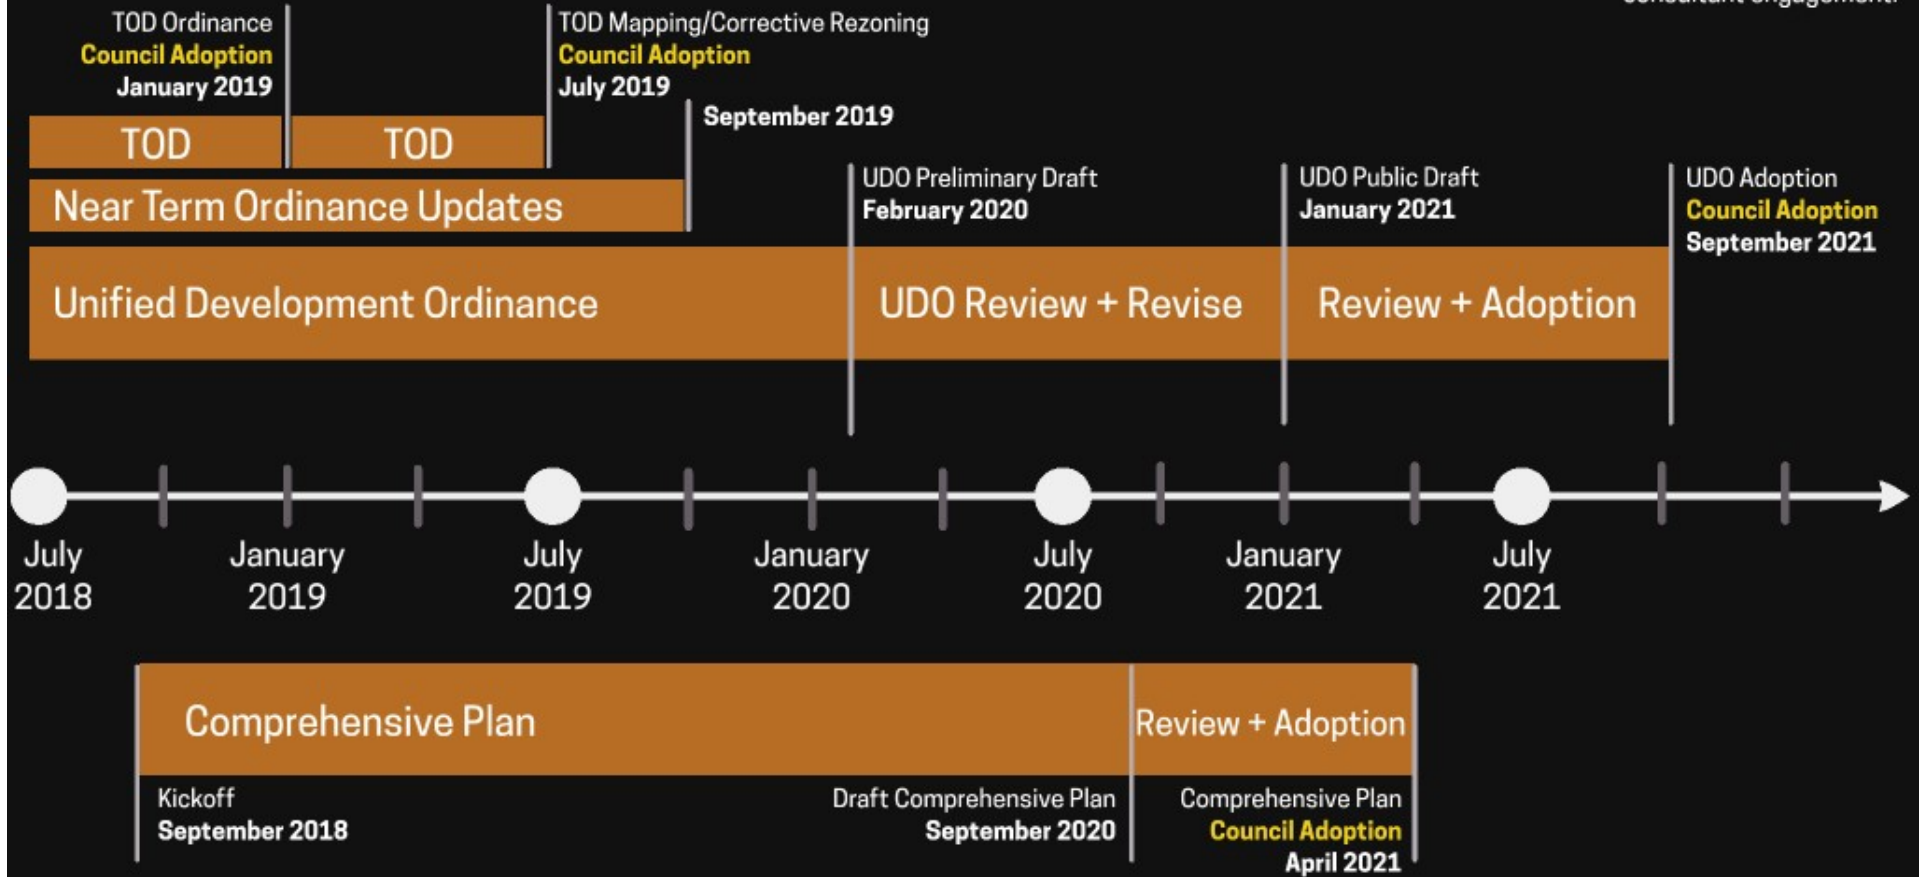 consultant engagement.
TOD Ordinance
Council Adoption
January 2019
TOD Mapping/Corrective Rezoning
Council Adoption
July 2019
September 2019
TOD
TOD
Near Term Ordinance Updates
UDO Preliminary Draft
February 2020
UDO Public Draft
January 2021
UDO Adoption
Council Adoption
September 2021
Unified Development Ordinance
UDO Review + Revise
Review + Adoption
July
2018
January
2019
July
2019
January
2020
July
2020
January
2021
July
2021
Comprehensive Plan
Review + Adoption
Kickoff
September 2018
Draft Comprehensive Plan
September 2020
Comprehensive Plan
Council Adoption
April 2021